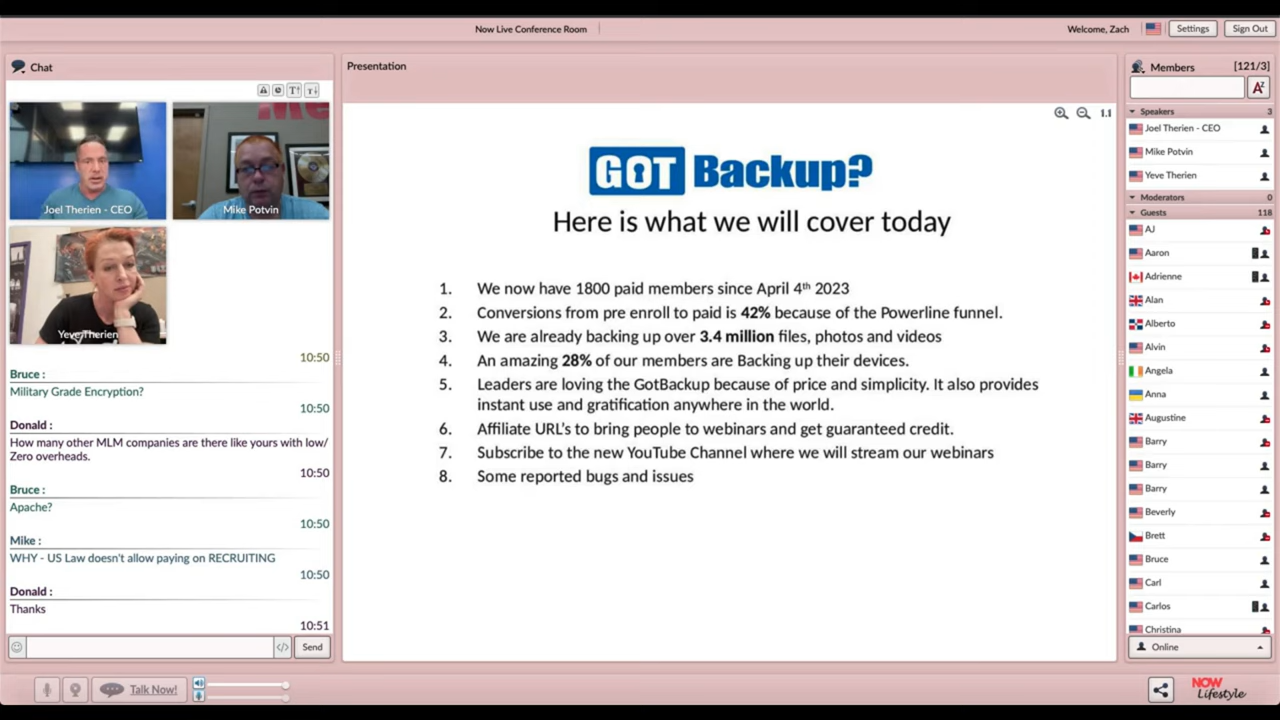 Now Live Conference Room
Welcome, Zach
Settings
Sign Out
Chat
Joel Therien - CEO
Mike Potvin
Yeve Therien
10:50
Bruce :
Military Grade Encryption?
10:50
Donald :
How many other MLM companies are there like yours with low/
Zero overheads.
10:50
Bruce :
Apache?
10:50
Mike :
WHY - US Law doesn't allow paying on RECRUITING
10:50
Donald :
Thanks
10:51
Send
Talk Now!
Presentation
1.1
GOT Backup?
Here is what we will cover today
1. We now have 1800 paid members since April 4th 2023
2. Conversions from pre enroll to paid is 42% because of the Powerline funnel.
3. We are already backing up over 3.4 million files, photos and videos
4. An amazing 28% of our members are Backing up their devices.
5. Leaders are loving the GotBackup because of price and simplicity. It also provides
instant use and gratification anywhere in the world.
6. Affiliate URL's to bring people to webinars and get guaranteed credit.
7. Subscribe to the new YouTube Channel where we will stream our webinars
8. Some reported bugs and issues
Members [121/3]
Speakers 3
Joel Therien - CEO
Mike Potvin
Yeve Therien
Moderators 0
Guests 118
AJ
Aaron
Adrienne
Alan
Alberto
Alvin
Angela
Anna
Augustine
Barry
Barry
Barry
Beverly
Brett
Bruce
Carl
Carlos
Christina
Online
NOW
Lifestyle